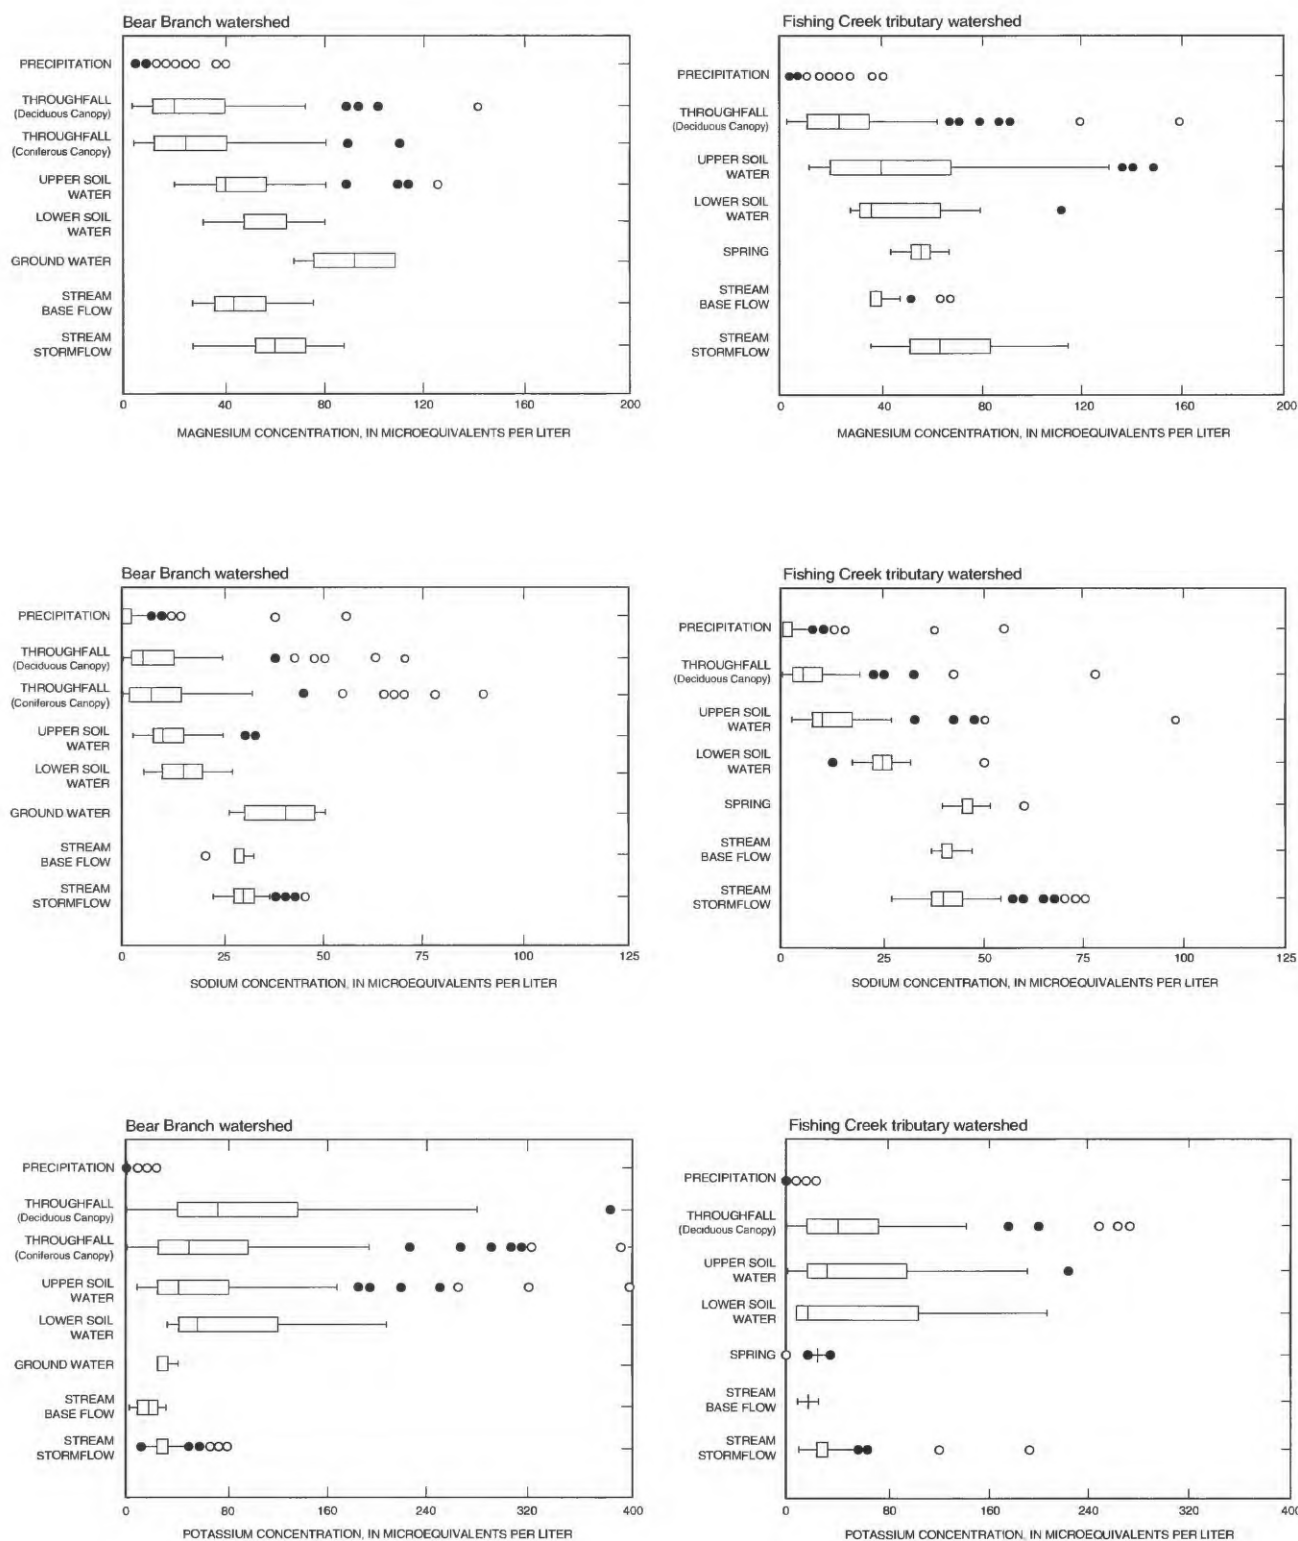 Bear Branch watershed
PRECIPITATION
THROUGHFALL
(Deciduous Canopy)
THROUGHFALL
(Coniferous Canopy)
UPPER SOIL
WATER
LOWER SOIL
WATER
GROUND WATER
STREAM
BASE FLOW
STREAM
STORMFLOW
0 40 80 120 160 200
MAGNESIUM CONCENTRATION, IN MICROEQUIVALENTS PER LITER
Fishing Creek tributary watershed
PRECIPITATION
THROUGHFALL
(Deciduous Canopy)
UPPER SOIL
WATER
LOWER SOIL
WATER
SPRING
STREAM
BASE FLOW
STREAM
STORMFLOW
0 40 80 120 160 200
MAGNESIUM CONCENTRATION, IN MICROEQUIVALENTS PER LITER
Bear Branch watershed
PRECIPITATION
THROUGHFALL
(Deciduous Canopy)
THROUGHFALL
(Coniferous Canopy)
UPPER SOIL
WATER
LOWER SOIL
WATER
GROUND WATER
STREAM
BASE FLOW
STREAM
STORMFLOW
0 25 50 75 100 125
SODIUM CONCENTRATION, IN MICROEQUIVALENTS PER LITER
Fishing Creek tributary watershed
PRECIPITATION
THROUGHFALL
(Deciduous Canopy)
UPPER SOIL
WATER
LOWER SOIL
WATER
SPRING
STREAM
BASE FLOW
STREAM
STORMFLOW
0 25 50 75 100 125
SODIUM CONCENTRATION, IN MICROEQUIVALENTS PER LITER
Bear Branch watershed
PRECIPITATION
THROUGHFALL
(Deciduous Canopy)
THROUGHFALL
(Coniferous Canopy)
UPPER SOIL
WATER
LOWER SOIL
WATER
GROUND WATER
STREAM
BASE FLOW
STREAM
STORMFLOW
0 80 240 320 400
POTASSIUM CONCENTRATION, IN MICROEQUIVALENTS PER LITER
Fishing Creek tributary watershed
PRECIPITATION
THROUGHFALL
(Deciduous Canopy)
UPPER SOIL
WATER
LOWER SOIL
WATER
SPRING
STREAM
BASE FLOW
STREAM
STORMFLOW
0 160 240 320 400
POTASSIUM CONCENTRATION, IN MICROEQUIVALENTS PER LITER